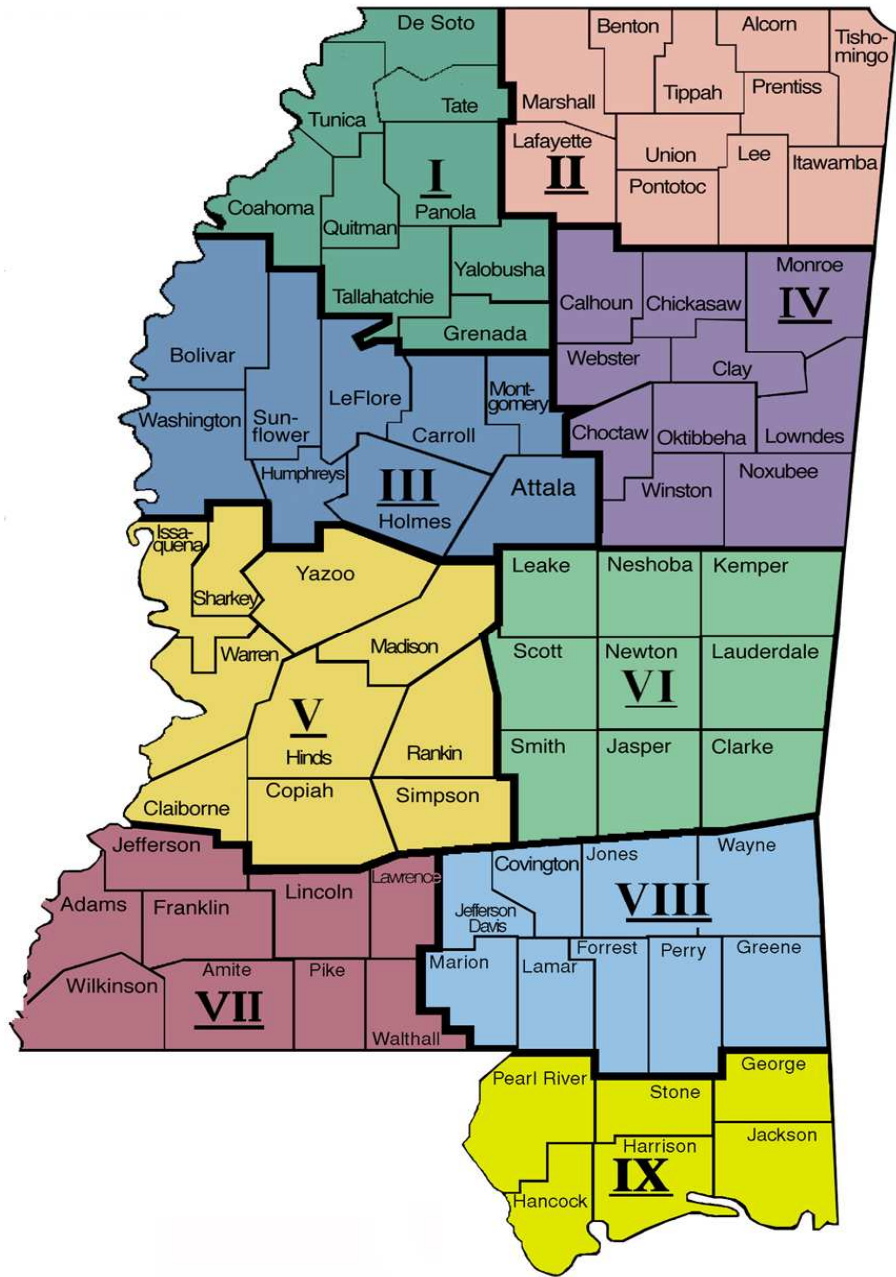 De Soto
Tunica
Tate
Coahoma
Quitman
I
Panola
Tallahatchie
Yalobusha
Grenada
Benton
Alcorn
Tisho-
mingo
Marshall
Tippah
Prentiss
Lafayette
II
Union
Lee
Itawamba
Pontotoc
Bolivar
Washington
Sun-
flower
LeFlore
Carroll
Mont-
gomery
Humphreys
III
Holmes
Attala
Monroe
Calhoun
Chickasaw
IV
Webster
Clay
Choctaw
Oktibbeha
Lowndes
Winston
Noxubee
Issa-
quena
Sharkey
Yazoo
Warren
Madison
V
Hinds
Rankin
Claiborne
Copiah
Simpson
Leake
Neshoba
Kemper
Scott
Newton
Lauderdale
VI
Smith
Jasper
Clarke
Jefferson
Adams
Franklin
Lincoln
Lawrence
Wilkinson
Amite
VII
Pike
Walthall
Covington
Jones
Wayne
Jefferson
Davis
VIII
Marion
Lamar
Forrest
Perry
Greene
Pearl River
Stone
George
Harrison
Jackson
IX
Hancock